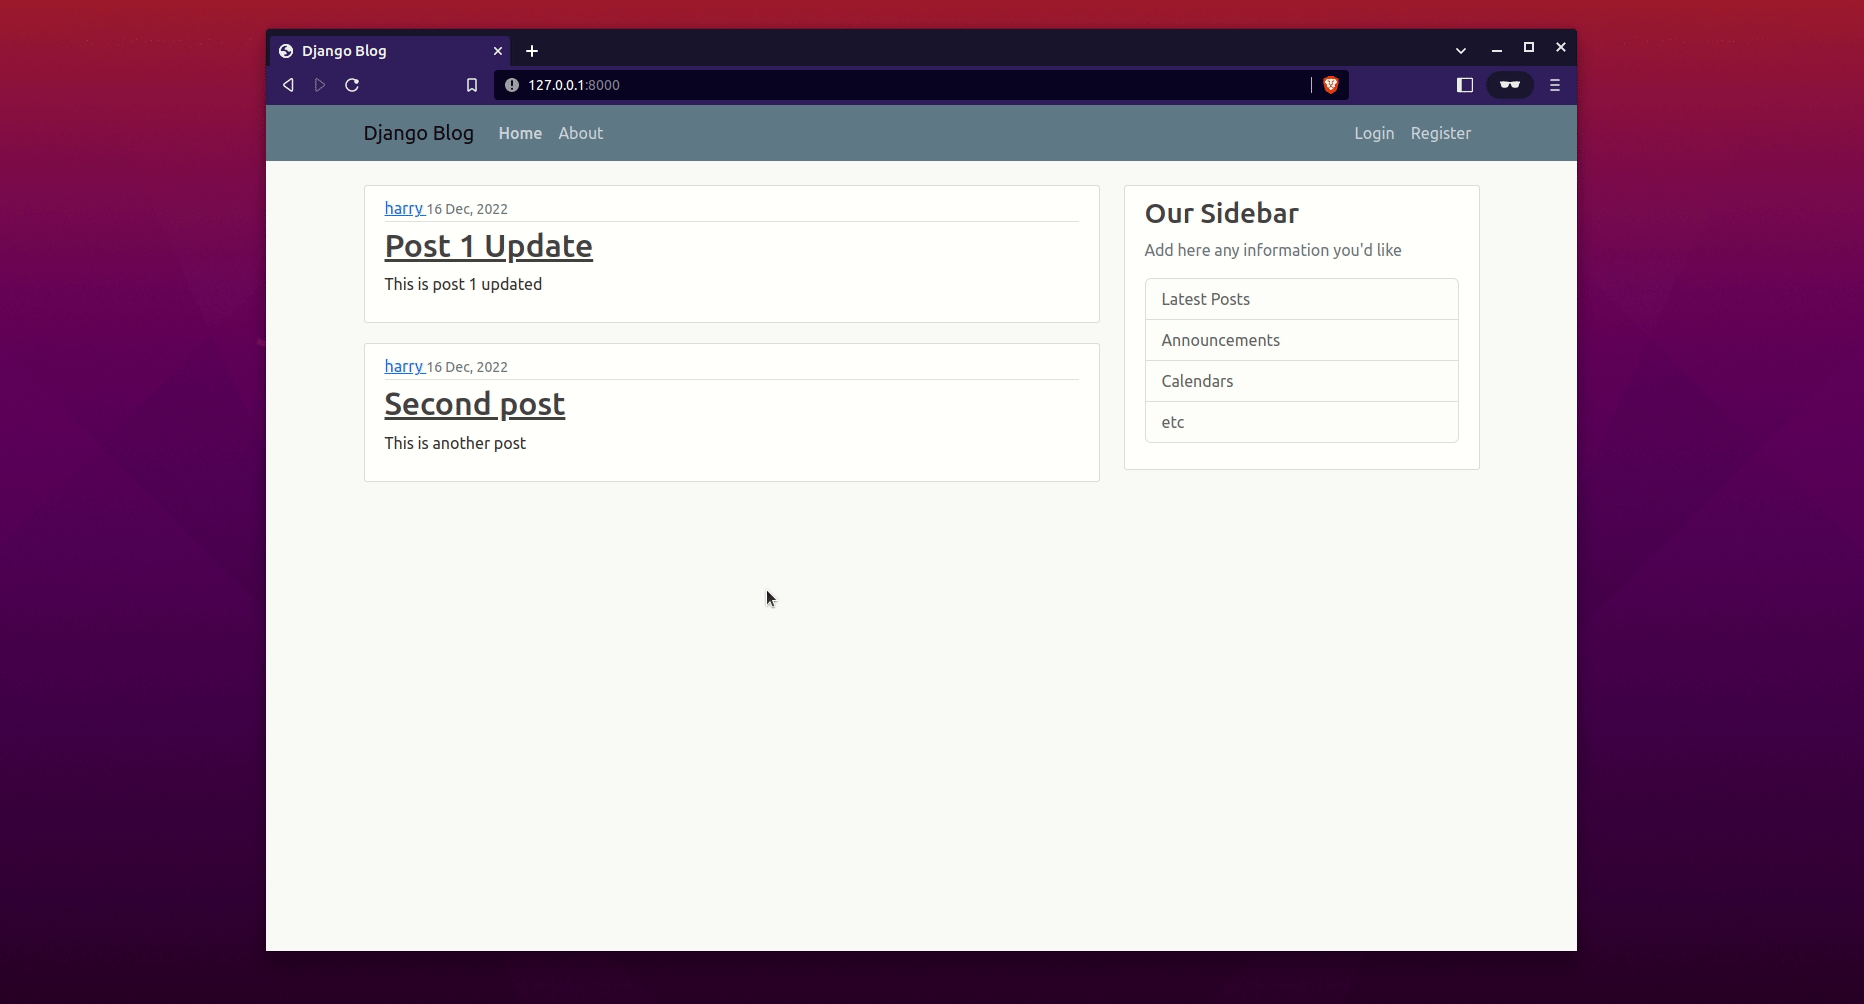 Django Blog
127.0.0.1:8000
Django Blog Home About Login Register
harry 16 Dec, 2022
Post 1 Update
This is post 1 updated
harry 16 Dec, 2022
Second post
This is another post
Our Sidebar
Add here any information you'd like
Latest Posts
Announcements
Calendars
etc